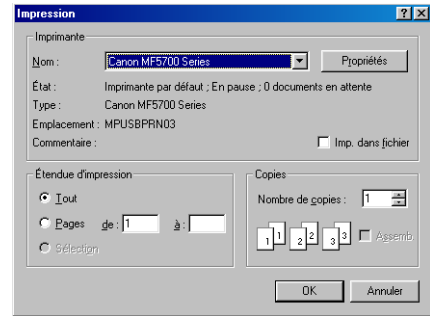 Impression
Imprimante
Nom : Canon MF5700 Series Propriétés
État : Imprimante par défaut ; En pause ; 0 documents en attente
Type : Canon MF5700 Series
Emplacement : MPUSBPRN03
Commentaire : Imp. dans fichier
Étendue d'impression
Tout
Pages de : 1 à :
Sélection
Copies
Nombre de copies : 1
1 1 2 2 3 3 Assemb.
OK Annuler